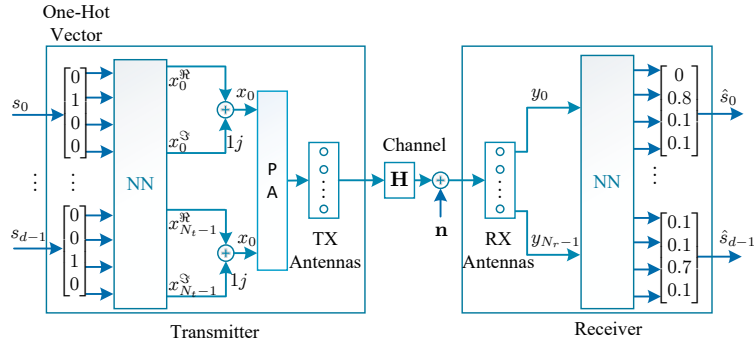 One-Hot
Vector
s_0
0
1
0
0
NN
x_0^ℜ
x_0^ℑ
x_0
1j
⋮
⋮
s_{d-1}
0
0
1
0
x_{N_t-1}^ℜ
x_{N_t-1}^ℑ
x_0
1j
P
A
TX
Antennas
Transmitter
Channel
H
n
RX
Antennas
y_0
y_{N_r-1}
NN
0
0.8
0.1
0.1
ŝ_0
⋮
⋮
0.1
0.1
0.7
0.1
ŝ_{d-1}
Receiver